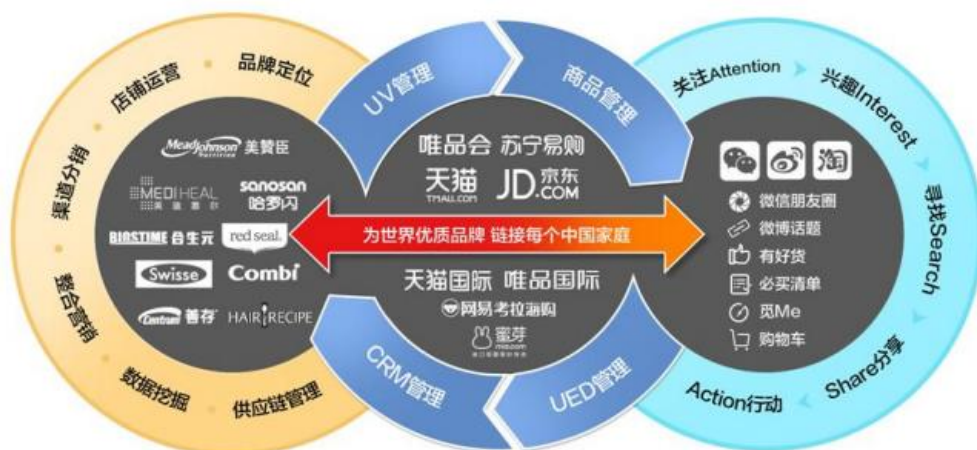 品牌定位
店铺运营
渠道分销
整合营销
数据挖掘
供应链管理
MeadJohnson Nutrition 美赞臣
MEDIHEAL
sanosan
哈罗闪
BIOSTIME 合生元
red seal.
Swisse
Combi
Centrum 善存
HAIR RECIPE
UV管理
商品管理
唯品会 苏宁易购
天猫
TMALL.COM
JD 京东
.COM
为世界优质品牌 链接每个中国家庭
天猫国际 唯品国际
网易考拉海购
蜜芽
mia.com
CRM管理
UED管理
关注Attention
兴趣Interest
寻找Search
Share分享
Action行动
淘
微信朋友圈
微博话题
有好货
必买清单
觅Me
购物车